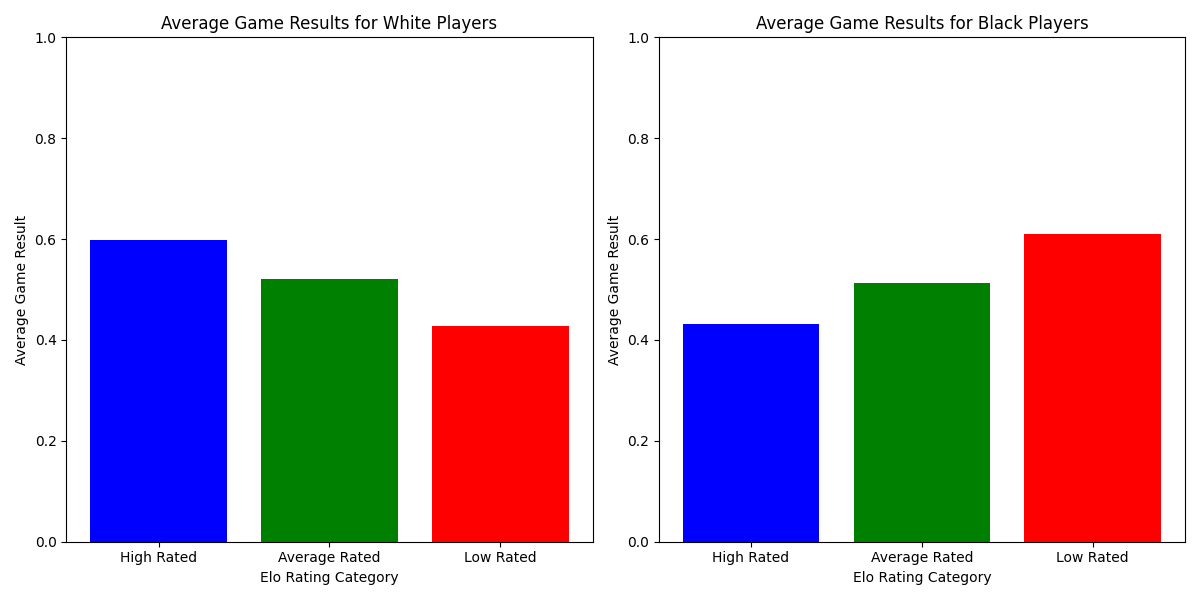 Average Game Results for White Players
1.0
0.8
0.6
0.4
0.2
0.0
Average Game Result
High Rated
Average Rated
Low Rated
Elo Rating Category
Average Game Results for Black Players
1.0
0.8
0.6
0.4
0.2
0.0
Average Game Result
High Rated
Average Rated
Low Rated
Elo Rating Category